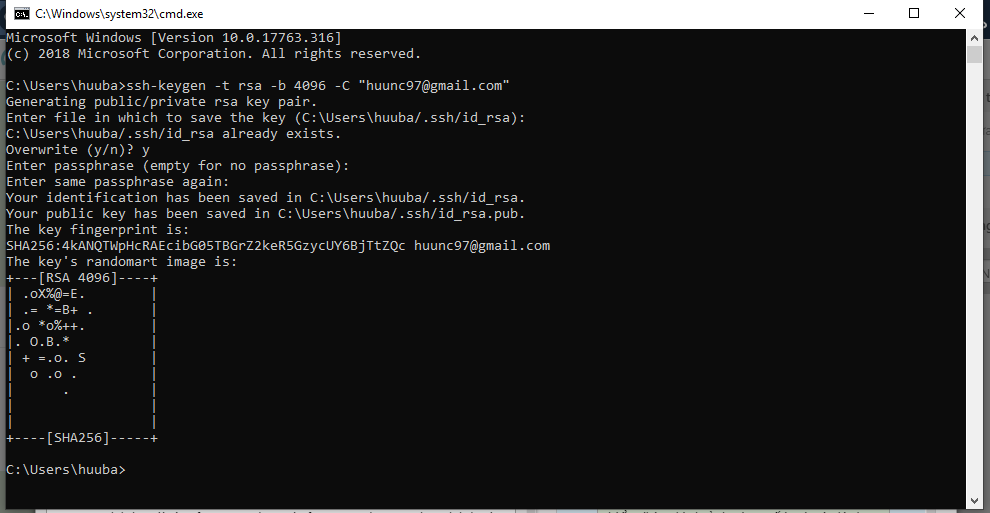 C:\Windows\system32\cmd.exe
Microsoft Windows [Version 10.0.17763.316]
(c) 2018 Microsoft Corporation. All rights reserved.
C:\Users\huuba>ssh-keygen -t rsa -b 4096 -C "huunc97@gmail.com"
Generating public/private rsa key pair.
Enter file in which to save the key (C:\Users\huuba/.ssh/id_rsa):
C:\Users\huuba/.ssh/id_rsa already exists.
Overwrite (y/n)? y
Enter passphrase (empty for no passphrase):
Enter same passphrase again:
Your identification has been saved in C:\Users\huuba/.ssh/id_rsa.
Your public key has been saved in C:\Users\huuba/.ssh/id_rsa.pub.
The key fingerprint is:
SHA256:4kANQTWpHcRAEcibG05TBGrZ2keR5GzycUY6BjTtZQc huunc97@gmail.com
The key's randomart image is:
+---[RSA 4096]----+
| .oX%@=E.        |
| .= *=B+ .       |
|.o *o%++.        |
|. O.B.*          |
| + =.o. S        |
|  o .o .         |
|      .          |
|                 |
|                 |
+----[SHA256]-----+
C:\Users\huuba>